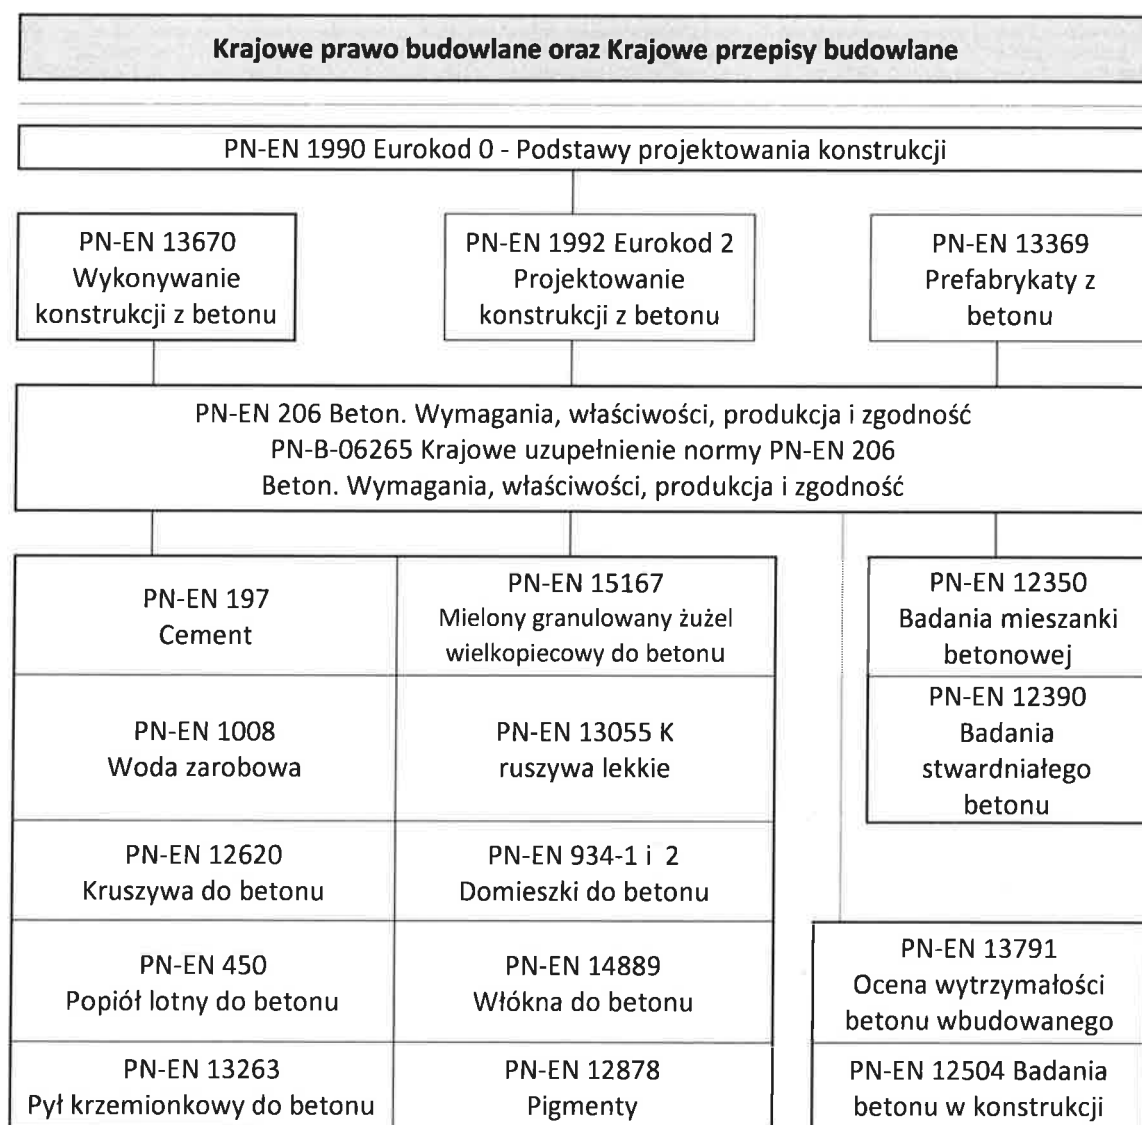 Krajowe prawo budowlane oraz Krajowe przepisy budowlane
PN-EN 1990 Eurokod 0 - Podstawy projektowania konstrukcji
PN-EN 13670
Wykonywanie
konstrukcji z betonu
PN-EN 1992 Eurokod 2
Projektowanie
konstrukcji z betonu
PN-EN 13369
Prefabrykaty z
betonu
PN-EN 206 Beton. Wymagania, właściwości, produkcja i zgodność
PN-B-06265 Krajowe uzupełnienie normy PN-EN 206
Beton. Wymagania, właściwości, produkcja i zgodność
PN-EN 197
Cement
PN-EN 15167
Mielony granulowany żużel
wielkopiecowy do betonu
PN-EN 12350
Badania mieszanki
betonowej
PN-EN 1008
Woda zarobowa
PN-EN 13055 K
ruszywa lekkie
PN-EN 12390
Badania
stwardniałego
betonu
PN-EN 12620
Kruszywa do betonu
PN-EN 934-1 i 2
Domieszki do betonu
PN-EN 450
Popiół lotny do betonu
PN-EN 14889
Włókna do betonu
PN-EN 13791
Ocena wytrzymałości
betonu wbudowanego
PN-EN 13263
Pył krzemionkowy do betonu
PN-EN 12878
Pigmenty
PN-EN 12504 Badania
betonu w konstrukcji